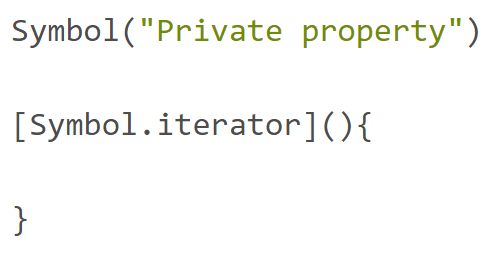 Symbol("Private property")
[Symbol.iterator](){
}